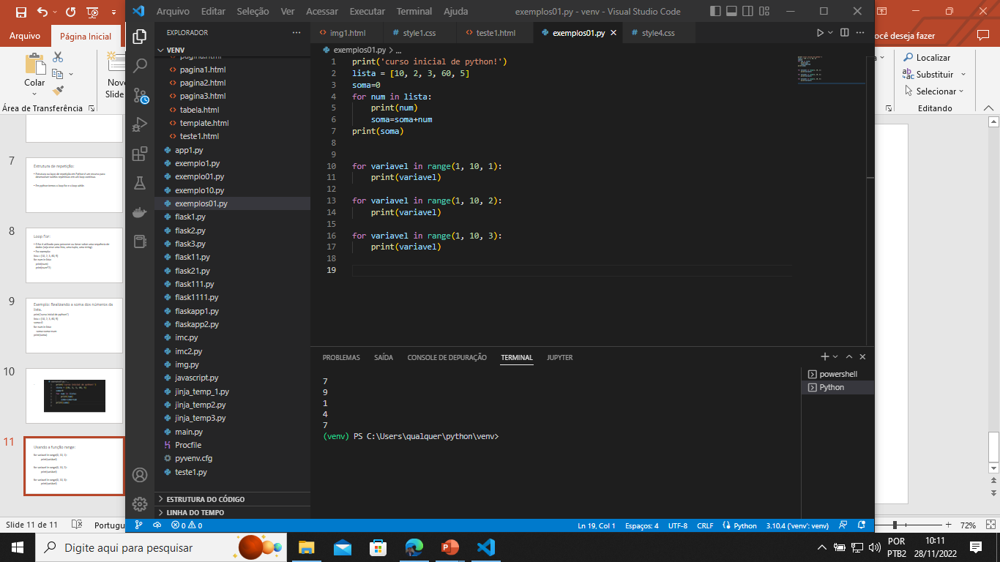 Arquivo Editar Seleção Ver Acessar Executar Terminal Ajuda
exemplos01.py - venv - Visual Studio Code
Arquivo
Página Inicial
ocê deseja fazer
Colar
Novo
Slide
Área de Transferência
Localizar
Substituir
Selecionar
Editando
7
Estrutura de repetição:
8
Loop For:
9
Exemplo: Realizando a soma dos números da
lista.
10
11
Usando a função range:
Slide 11 de 11
Portugu
72%
EXPLORADOR
VENV
pagina.html
pagina1.html
pagina2.html
pagina3.html
tabela.html
template.html
teste1.html
app1.py
exemplo1.py
exemplo01.py
exemplo10.py
exemplos01.py
flask1.py
flask2.py
flask3.py
flask11.py
flask21.py
flask111.py
flask1111.py
flaskapp1.py
flaskapp2.py
imc.py
imc2.py
img.py
javascript.py
jinja_temp_1.py
jinja_temp2.py
jinja_temp3.py
main.py
Procfile
pyvenv.cfg
teste1.py
ESTRUTURA DO CÓDIGO
LINHA DO TEMPO
img1.html
style1.css
teste1.html
exemplos01.py
style4.css
exemplos01.py > ...
1 print('curso inicial de python!')
2 lista = [10, 2, 3, 60, 5]
3 soma=0
4 for num in lista:
5 print(num)
6 soma=soma+num
7 print(soma)
8
9
10 for variavel in range(1, 10, 1):
11 print(variavel)
12
13 for variavel in range(1, 10, 2):
14 print(variavel)
15
16 for variavel in range(1, 10, 3):
17 print(variavel)
18
19
PROBLEMAS SAÍDA CONSOLE DE DEPURAÇÃO TERMINAL JUPYTER
7
9
1
4
7
(venv) PS C:\Users\qualquer\python\venv>
powershell
Python
0 0
Ln 19, Col 1 Espaços: 4 UTF-8 CRLF Python 3.10.4 ('venv': venv)
Digite aqui para pesquisar
POR
PTB2
10:11
28/11/2022